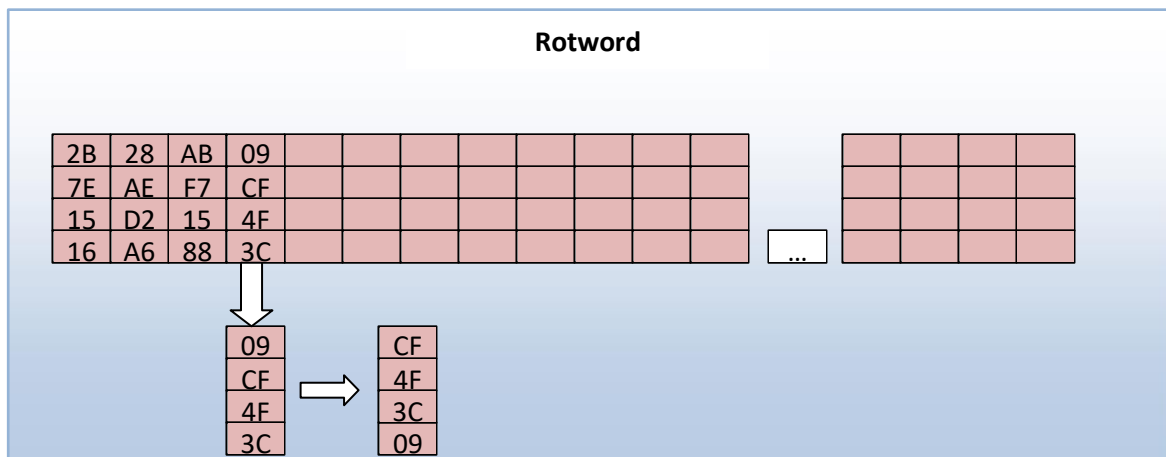 Rotword
2B 28 AB 09
7E AE F7 CF
15 D2 15 4F
16 A6 88 3C
...
09 CF
CF 4F
4F 3C
3C 09